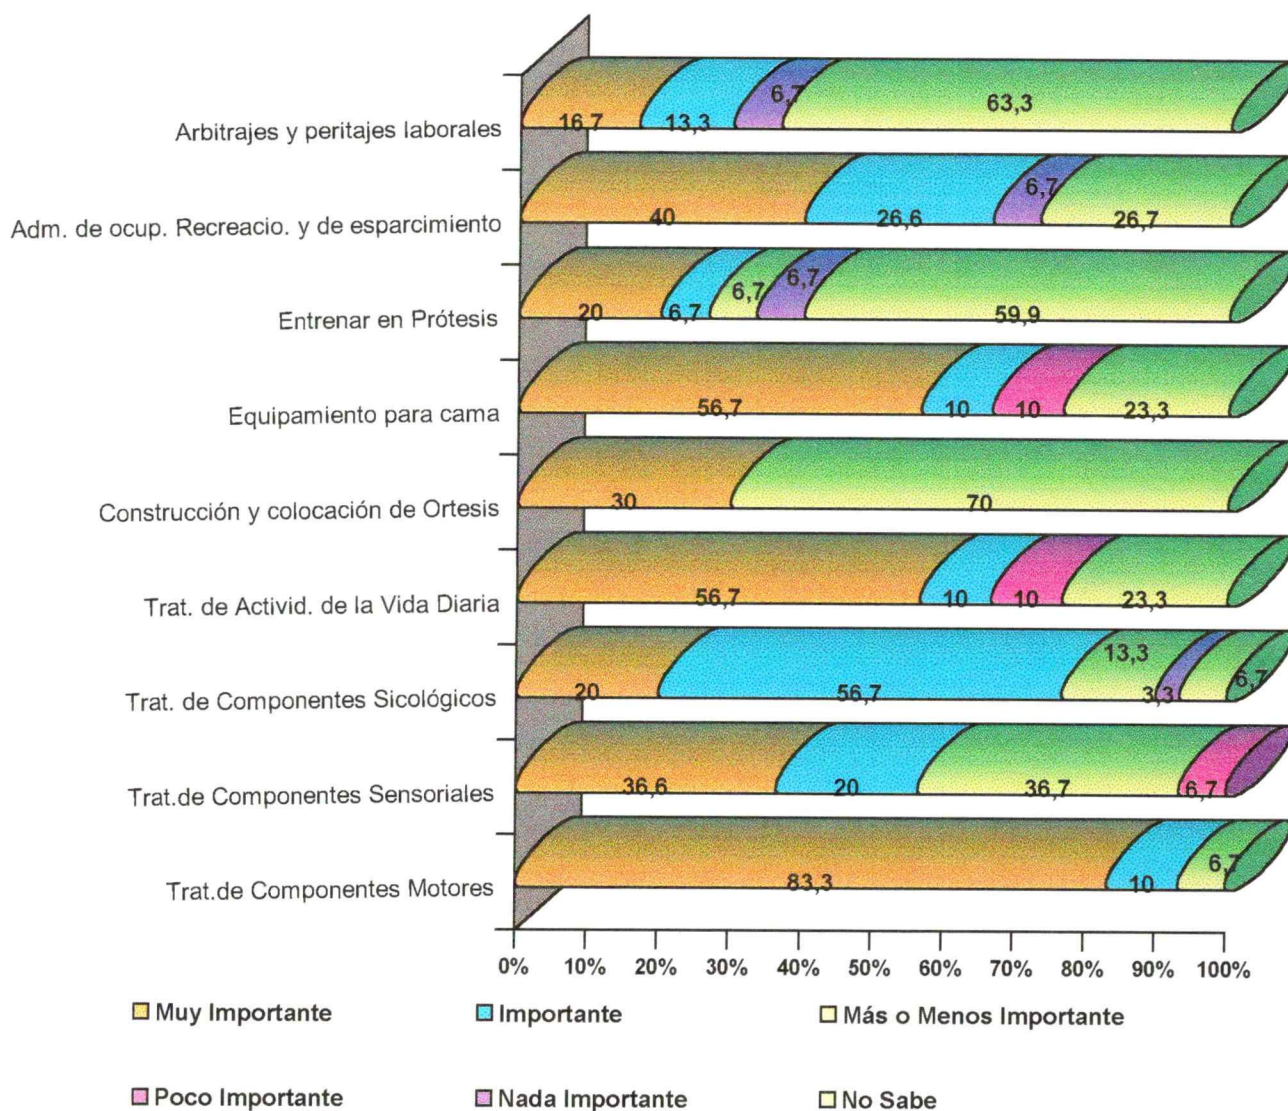 Arbitrajes y peritajes laborales
16,7 13,3 6,7 63,3
Adm. de ocup. Recreacio. y de esparcimiento
40 26,6 6,7 26,7
Entrenar en Prótesis
20 6,7 6,7 6,7 59,9
Equipamiento para cama
56,7 10 10 23,3
Construcción y colocación de Ortesis
30 70
Trat. de Activid. de la Vida Diaria
56,7 10 10 23,3
Trat. de Componentes Sicológicos
20 56,7 13,3 3,3 6,7
Trat.de Componentes Sensoriales
36,6 20 36,7 6,7
Trat.de Componentes Motores
83,3 10 6,7
0% 10% 20% 30% 40% 50% 60% 70% 80% 90% 100%
Muy Importante Importante Más o Menos Importante
Poco Importante Nada Importante No Sabe